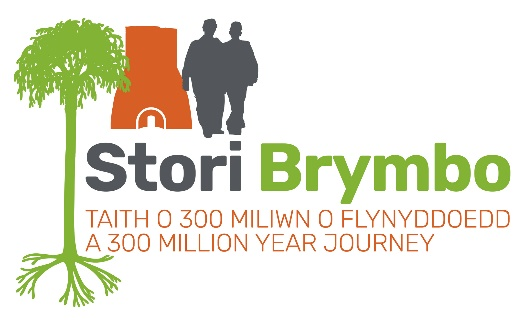 Stori Brymbo
TAITH O 300 MILIWN O FLYNYDDOEDD
A 300 MILLION YEAR JOURNEY